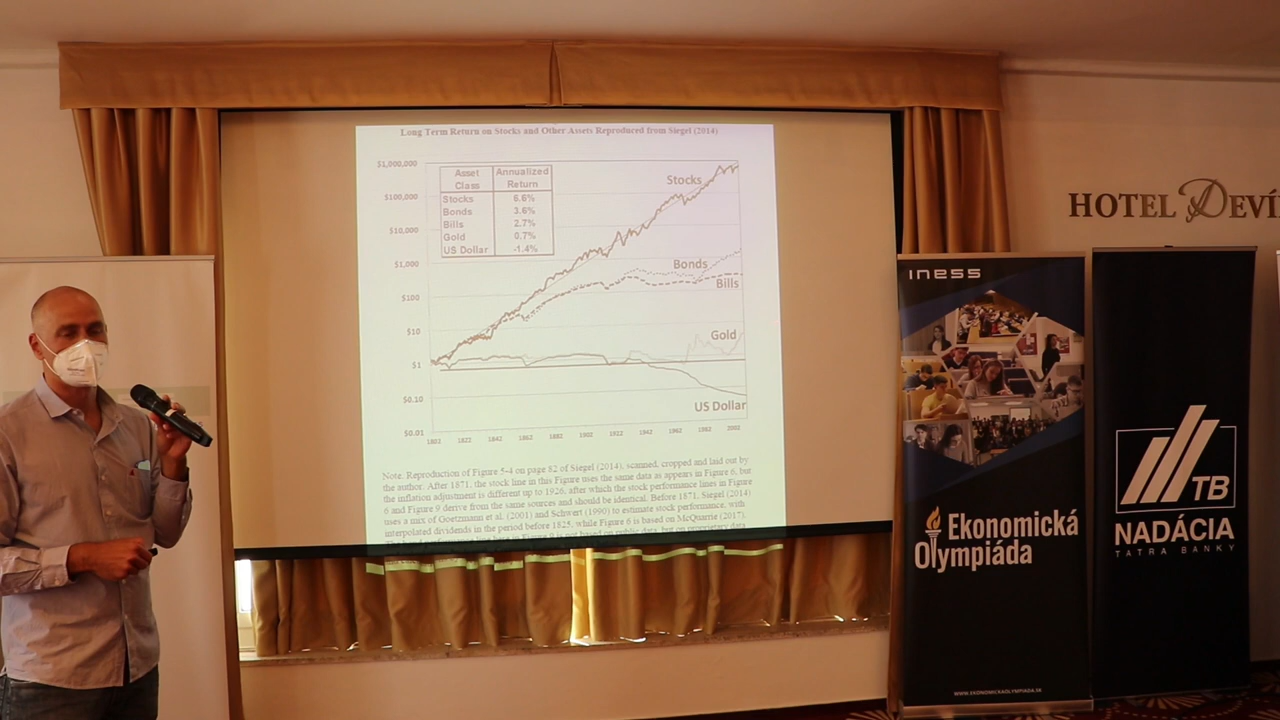 Long Term Return on Stocks and Other Assets Reproduced from Siegel (2014)
$1,000,000
$100,000
$10,000
$1,000
$100
$10
$1
$0.10
$0.01
Asset Class Annualized Return
Stocks 6.6%
Bonds 3.6%
Bills 2.7%
Gold 0.7%
US Dollar -1.4%
Stocks
Bonds
Bills
Gold
US Dollar
1802 1822 1842 1862 1882 1902 1922 1942 1962 1982 2002
Note. Reproduction of Figure 5-4 on page 82 of Siegel (2014), scanned, cropped and laid out by
the author. After 1871, the stock line in this Figure uses the same data as appears in Figure 6, but
the inflation adjustment is different up to 1926, after which the stock performance lines in Figure
6 and Figure 9 derive from the same sources and should be identical. Before 1871, Siegel (2014)
uses a mix of Goetzmann et al. (2001) and Schwert (1990) to estimate stock performance, with
interpolated dividends in the period before 1825, while Figure 6 is based on McQuarrie (2017).
HOTEL DEVÍ
INESS
Ekonomická
Olympiáda
WWW.EKONOMICKAOLYMPIADA.SK
TB
NADÁCIA
TATRA BANKY